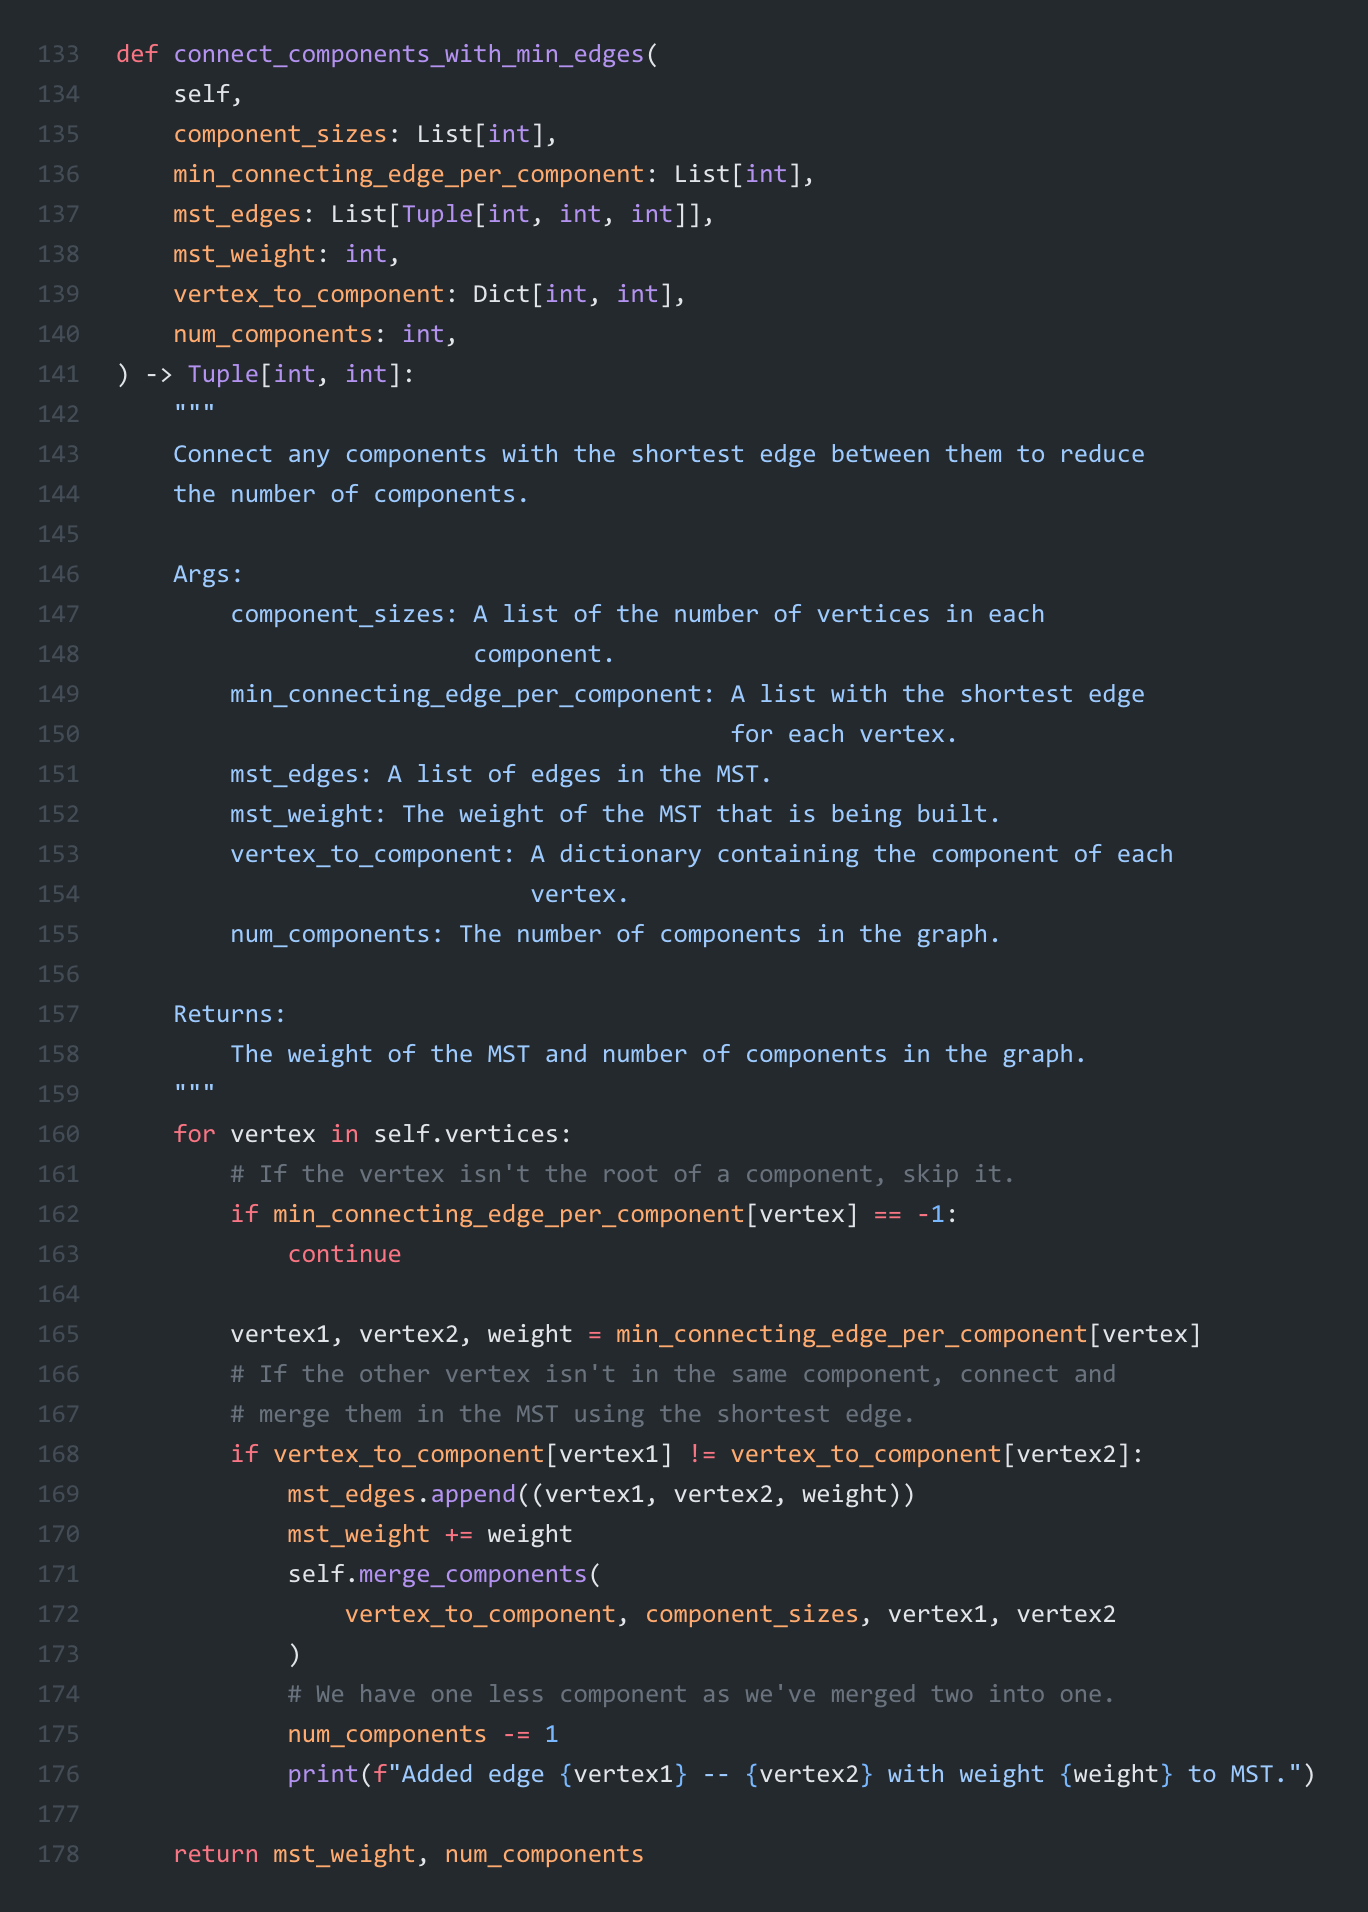 133 def connect_components_with_min_edges(
134     self,
135     component_sizes: List[int],
136     min_connecting_edge_per_component: List[int],
137     mst_edges: List[Tuple[int, int, int]],
138     mst_weight: int,
139     vertex_to_component: Dict[int, int],
140     num_components: int,
141 ) -> Tuple[int, int]:
142     """
143     Connect any components with the shortest edge between them to reduce
144     the number of components.
145
146     Args:
147         component_sizes: A list of the number of vertices in each
148                          component.
149         min_connecting_edge_per_component: A list with the shortest edge
150                                            for each vertex.
151         mst_edges: A list of edges in the MST.
152         mst_weight: The weight of the MST that is being built.
153         vertex_to_component: A dictionary containing the component of each
154                              vertex.
155         num_components: The number of components in the graph.
156
157     Returns:
158         The weight of the MST and number of components in the graph.
159     """
160     for vertex in self.vertices:
161         # If the vertex isn't the root of a component, skip it.
162         if min_connecting_edge_per_component[vertex] == -1:
163             continue
164
165         vertex1, vertex2, weight = min_connecting_edge_per_component[vertex]
166         # If the other vertex isn't in the same component, connect and
167         # merge them in the MST using the shortest edge.
168         if vertex_to_component[vertex1] != vertex_to_component[vertex2]:
169             mst_edges.append((vertex1, vertex2, weight))
170             mst_weight += weight
171             self.merge_components(
172                 vertex_to_component, component_sizes, vertex1, vertex2
173             )
174             # We have one less component as we've merged two into one.
175             num_components -= 1
176             print(f"Added edge {vertex1} -- {vertex2} with weight {weight} to MST.")
177
178     return mst_weight, num_components